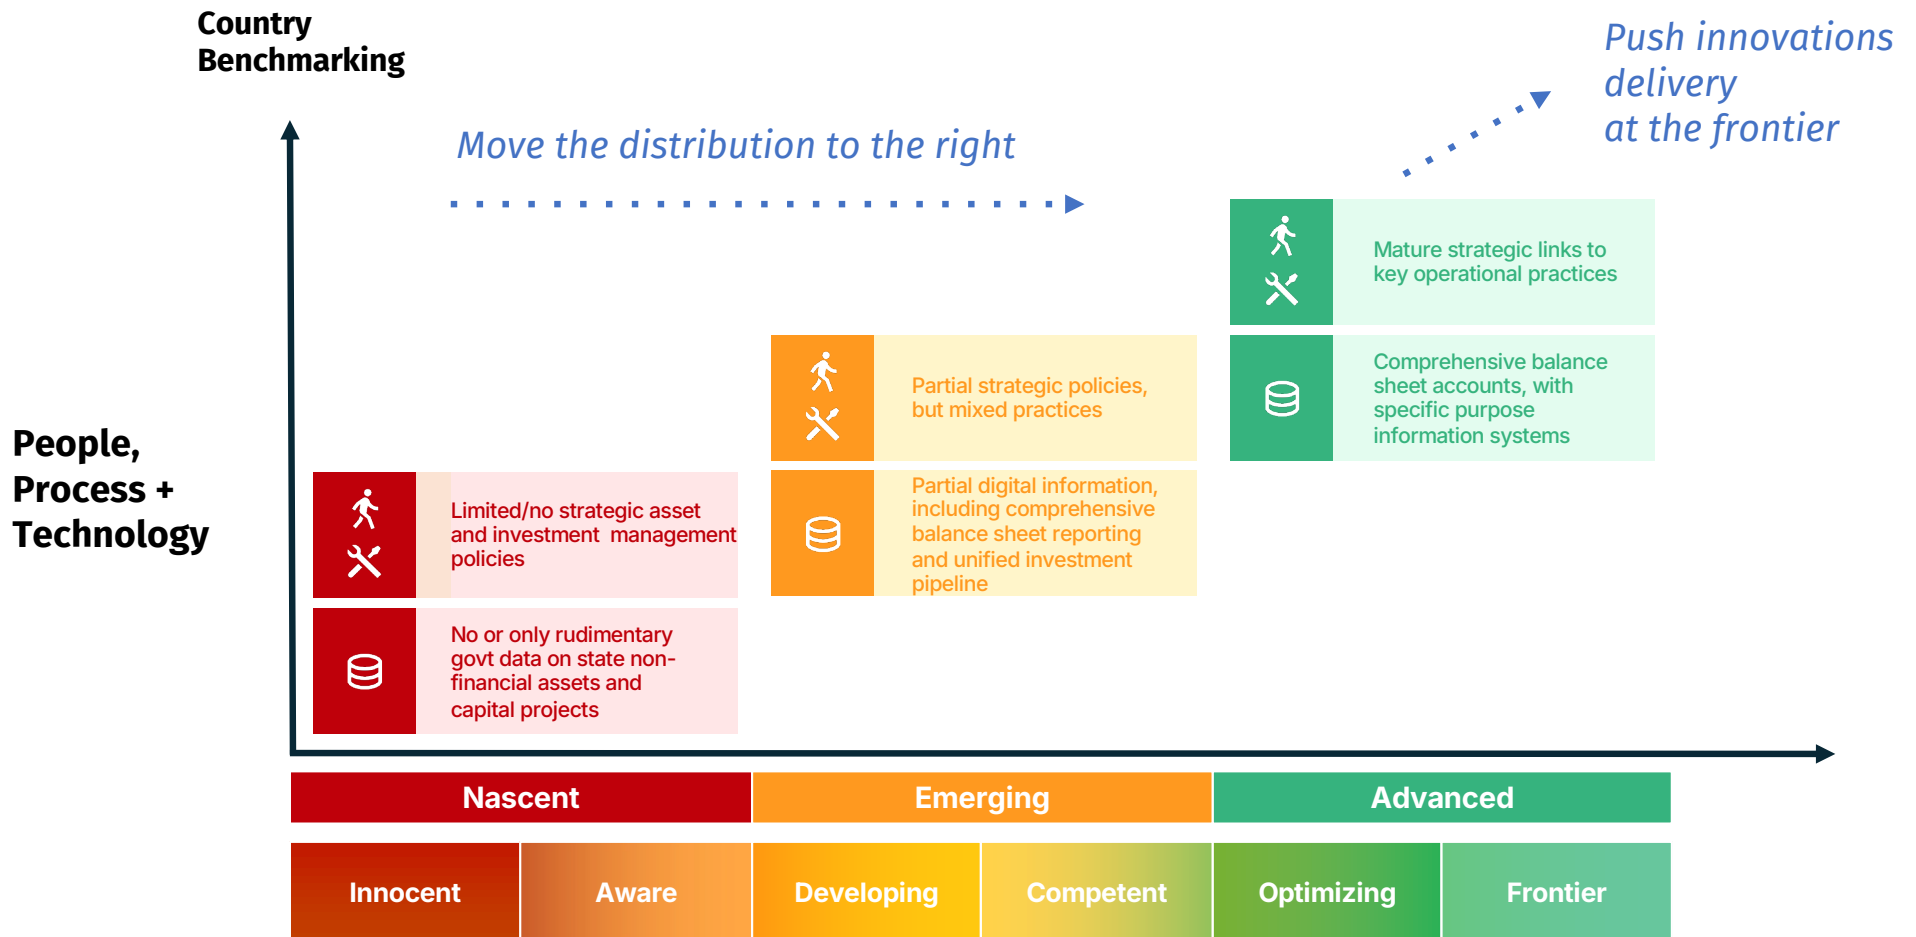 Country
Benchmarking
Push innovations
delivery
at the frontier
Move the distribution to the right
People,
Process +
Technology
Mature strategic links to
key operational practices
Comprehensive balance
sheet accounts, with
specific purpose
information systems
Partial strategic policies,
but mixed practices
Partial digital information,
including comprehensive
balance sheet reporting
and unified investment
pipeline
Limited/no strategic asset
and investment  management
policies
No or only rudimentary
govt data on state non-
financial assets and
capital projects
Nascent
Emerging
Advanced
Innocent
Aware
Developing
Competent
Optimizing
Frontier